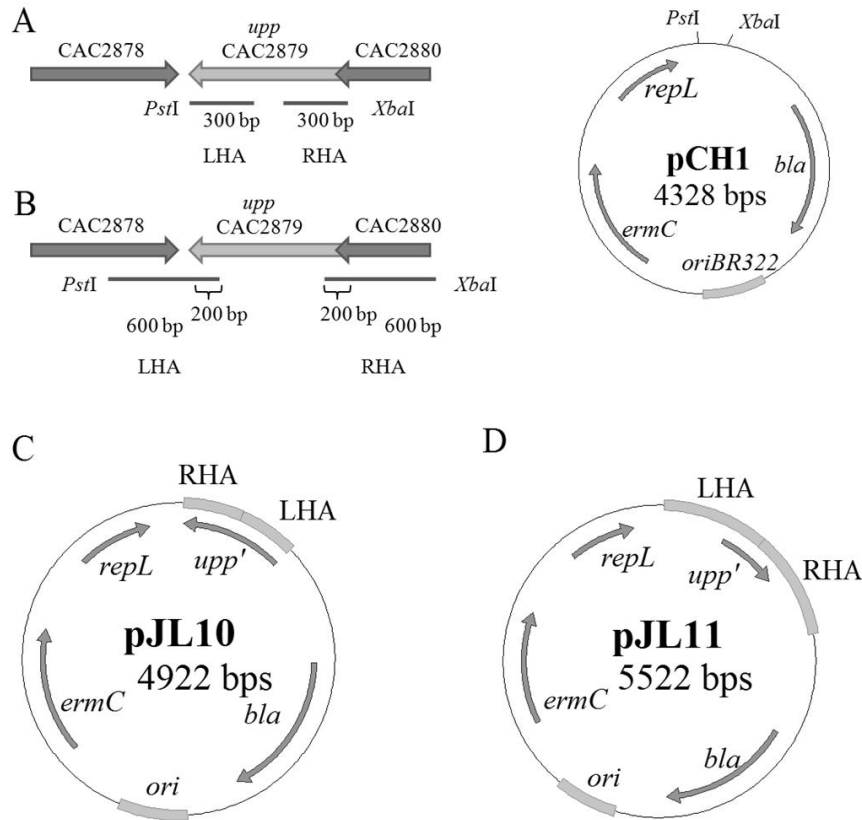 A
upp
CAC2878 CAC2879 CAC2880
PstI 300 bp 300 bp XbaI
LHA RHA
B
upp
CAC2878 CAC2879 CAC2880
PstI XbaI
200 bp 200 bp
600 bp 600 bp
LHA RHA
PstI XbaI
repL
bla
pCH1
4328 bps
ermC
oriBR322
C
RHA
LHA
repL upp'
pJL10
4922 bps
ermC
bla
ori
D
LHA
RHA
repL upp'
pJL11
5522 bps
ermC
bla
ori